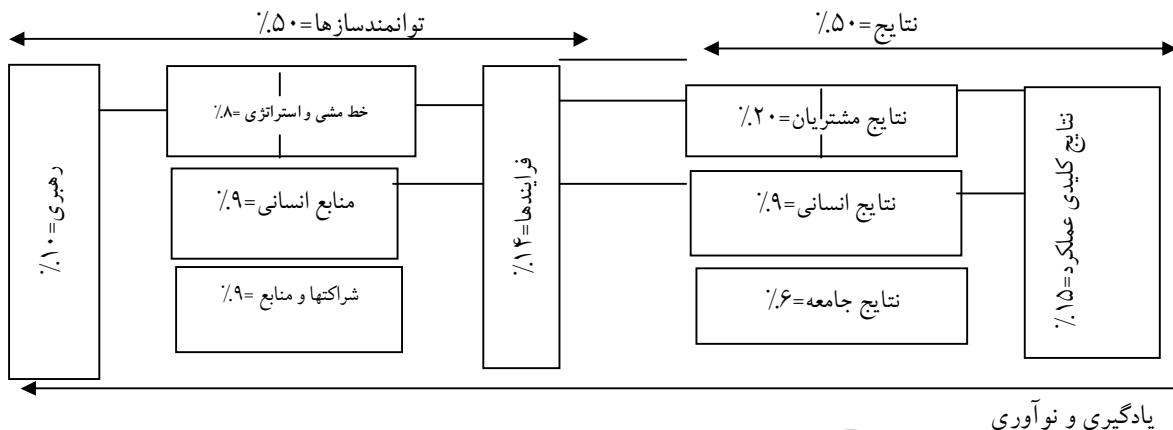 توانمندسازها=۵۰%
نتایج=۵۰%
رهبری=۱۰%
خط مشی و استراتژی =۸%
منابع انسانی=۹%
شراکتها و منابع =۹%
فرایندها=۱۴%
نتایج مشتریان=۲۰%
نتایج انسانی=۹%
نتایج جامعه=۶%
نتایج کلیدی عملکرد=۱۵%
یادگیری و نوآوری